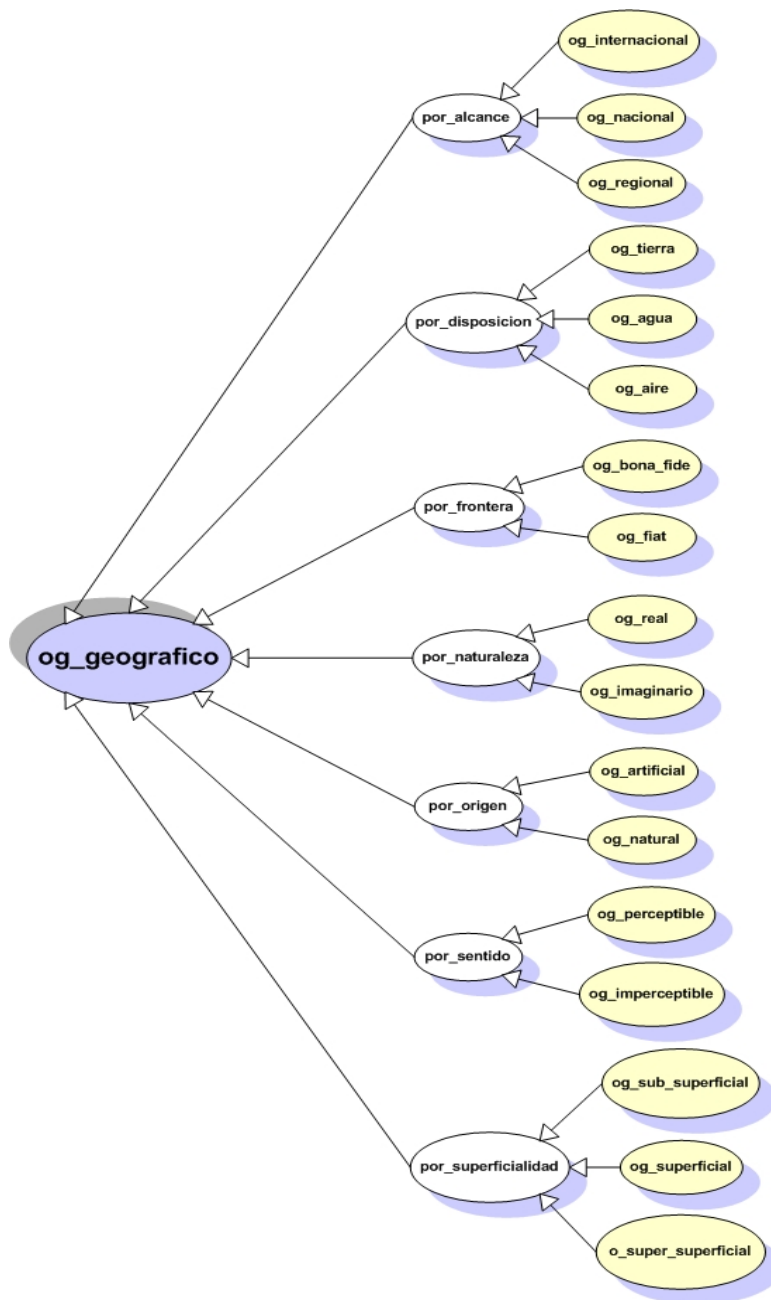 og_internacional
por_alcance
og_nacional
og_regional
og_tierra
por_disposicion
og_agua
og_aire
og_bona_fide
por_frontera
og_fiat
og_real
og_geografico
por_naturaleza
og_imaginario
og_artificial
por_origen
og_natural
og_perceptible
por_sentido
og_imperceptible
og_sub_superficial
por_superficialidad
og_superficial
o_super_superficial